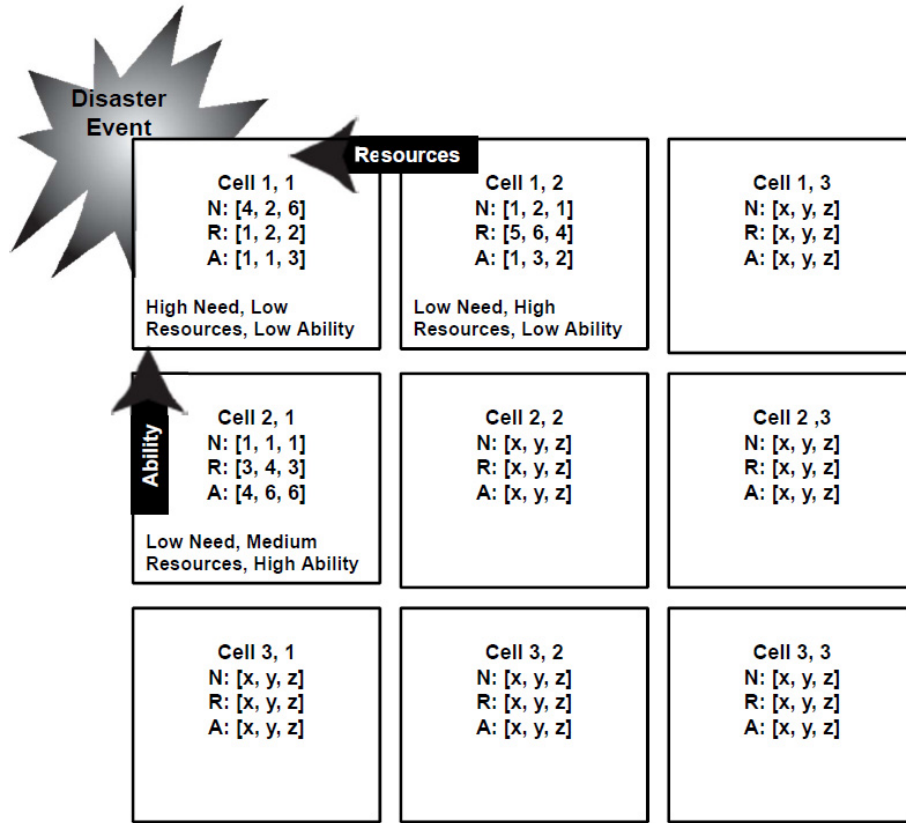 Disaster
Event
Resources
Cell 1, 1
N: [4, 2, 6]
R: [1, 2, 2]
A: [1, 1, 3]
High Need, Low
Resources, Low Ability
Cell 1, 2
N: [1, 2, 1]
R: [5, 6, 4]
A: [1, 3, 2]
Low Need, High
Resources, Low Ability
Cell 1, 3
N: [x, y, z]
R: [x, y, z]
A: [x, y, z]
Ability
Cell 2, 1
N: [1, 1, 1]
R: [3, 4, 3]
A: [4, 6, 6]
Low Need, Medium
Resources, High Ability
Cell 2, 2
N: [x, y, z]
R: [x, y, z]
A: [x, y, z]
Cell 2 ,3
N: [x, y, z]
R: [x, y, z]
A: [x, y, z]
Cell 3, 1
N: [x, y, z]
R: [x, y, z]
A: [x, y, z]
Cell 3, 2
N: [x, y, z]
R: [x, y, z]
A: [x, y, z]
Cell 3, 3
N: [x, y, z]
R: [x, y, z]
A: [x, y, z]